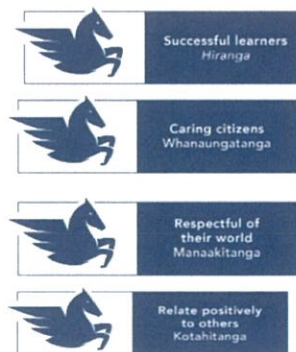 Successful learners
Hiranga
Caring citizens
Whanaungatanga
Respectful of
their world
Manaakitanga
Relate positively
to others
Kotahitanga